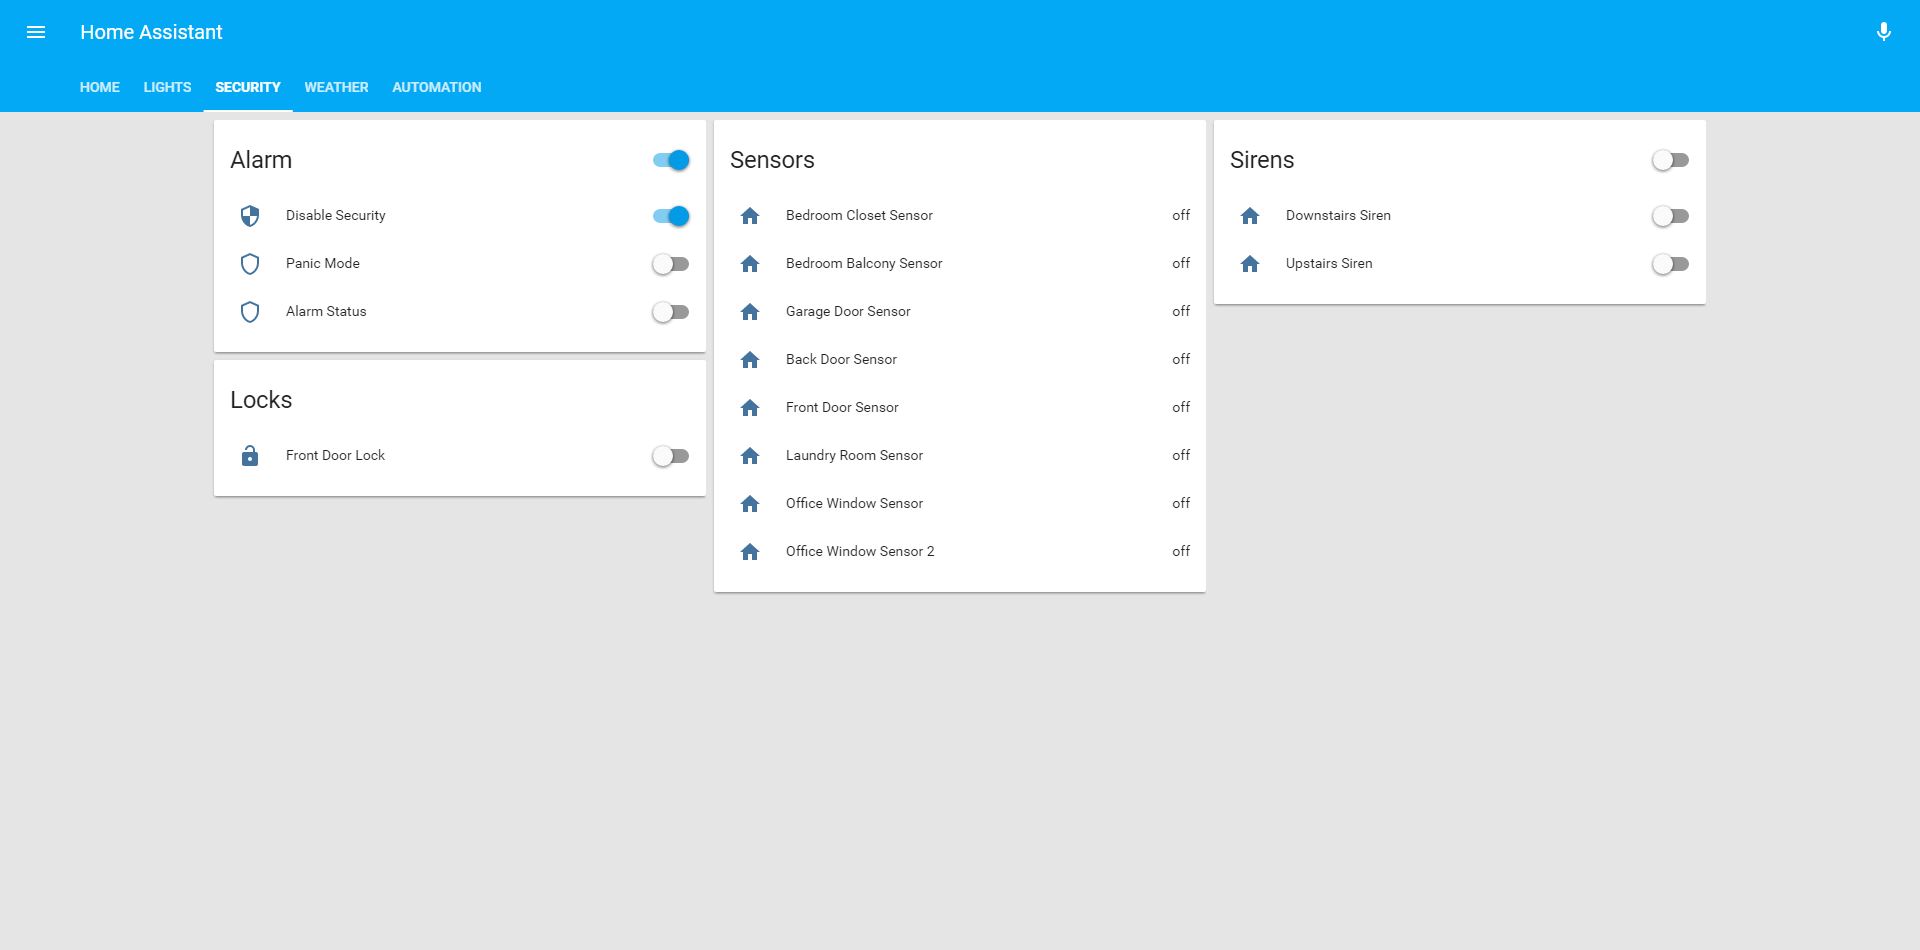 Home Assistant
HOME LIGHTS SECURITY WEATHER AUTOMATION
Alarm
Disable Security
Panic Mode
Alarm Status
Locks
Front Door Lock
Sensors
Bedroom Closet Sensor off
Bedroom Balcony Sensor off
Garage Door Sensor off
Back Door Sensor off
Front Door Sensor off
Laundry Room Sensor off
Office Window Sensor off
Office Window Sensor 2 off
Sirens
Downstairs Siren
Upstairs Siren